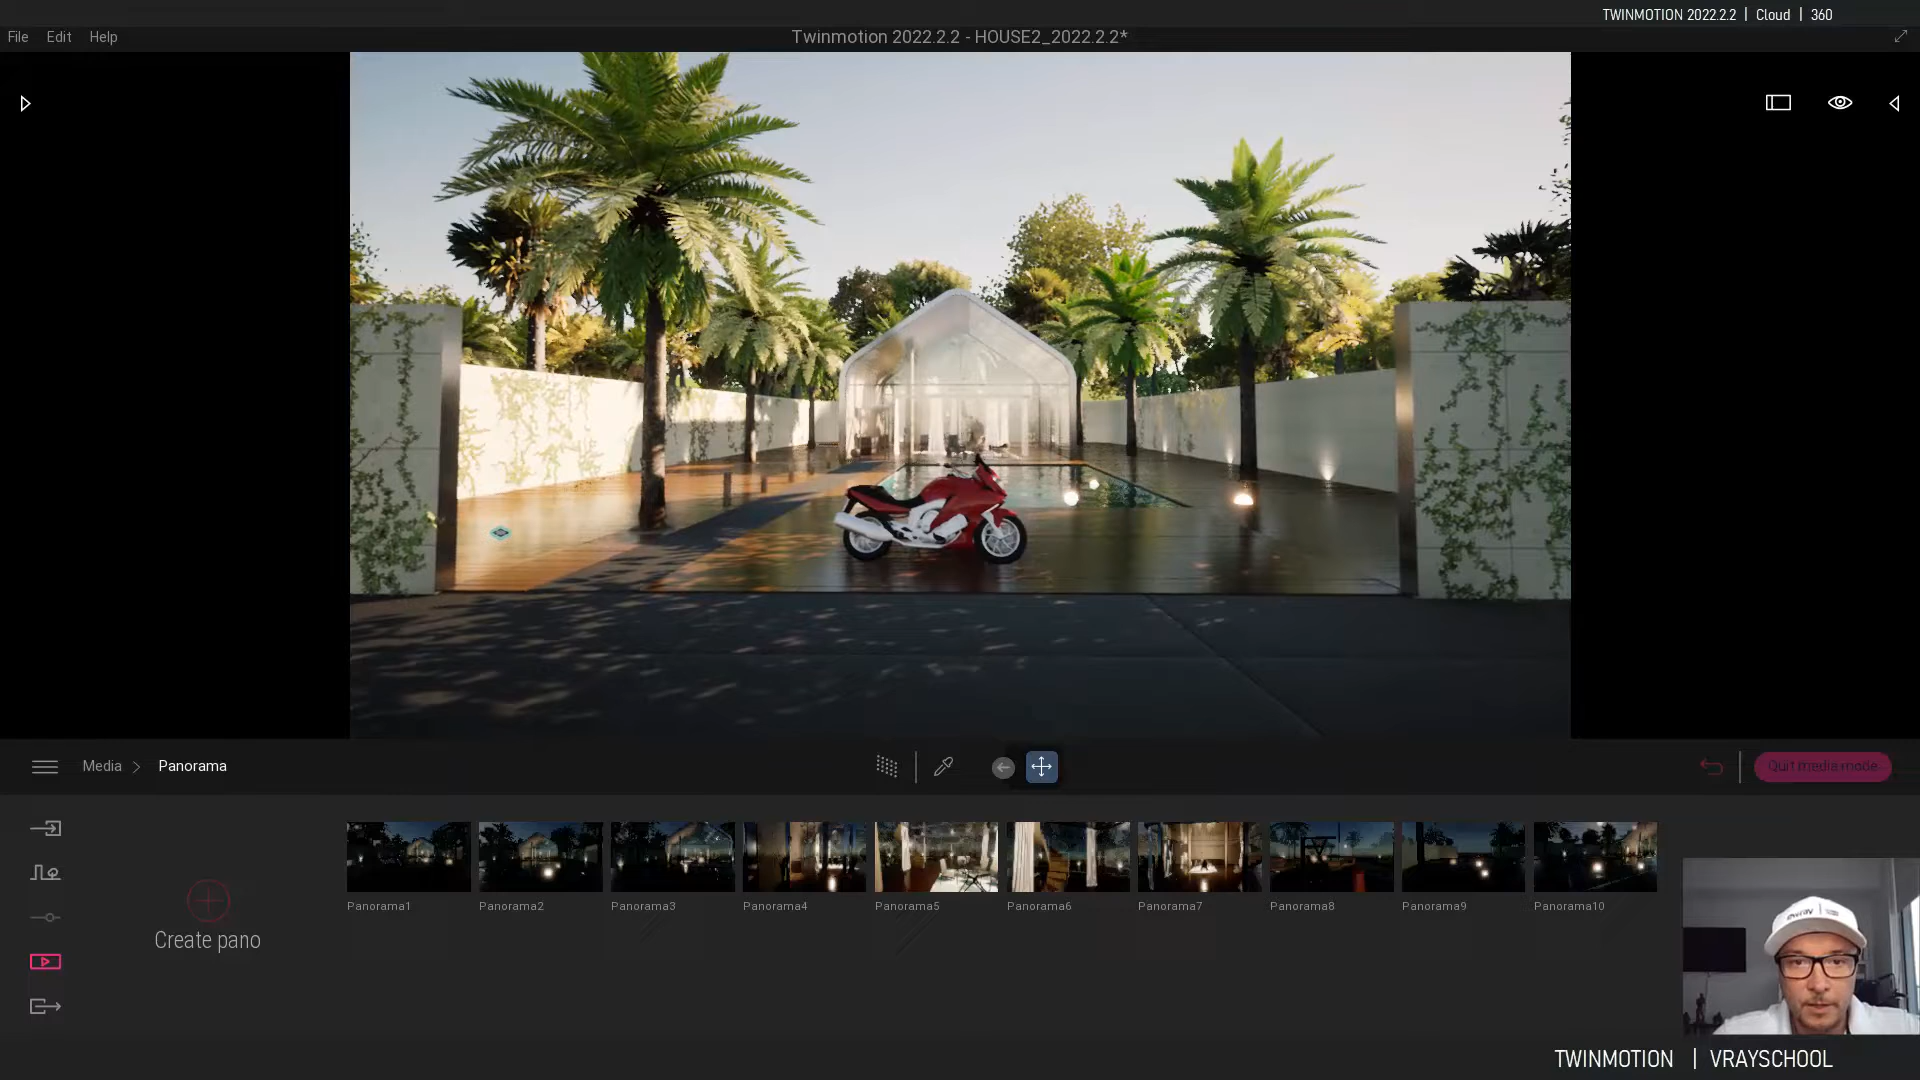 TWINMOTION 2022.2.2 | Cloud | 360
File Edit Help
Twinmotion 2022.2.2 - HOUSE2_2022.2.2*
Media > Panorama
Quit media mode
Create pano
Panorama1 Panorama2 Panorama3 Panorama4 Panorama5 Panorama6 Panorama7 Panorama8 Panorama9 Panorama10
TWINMOTION | VRAYSCHOOL